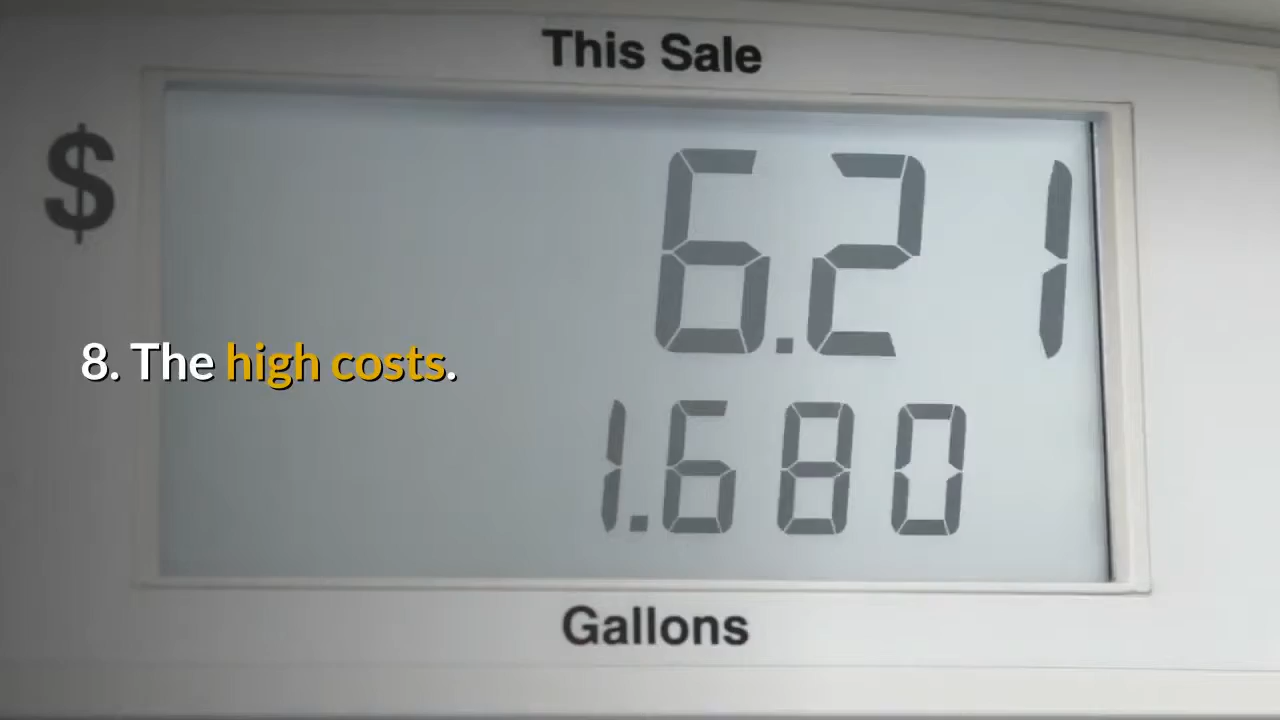 This Sale
$ 6.21
8. The high costs.
1.680
Gallons